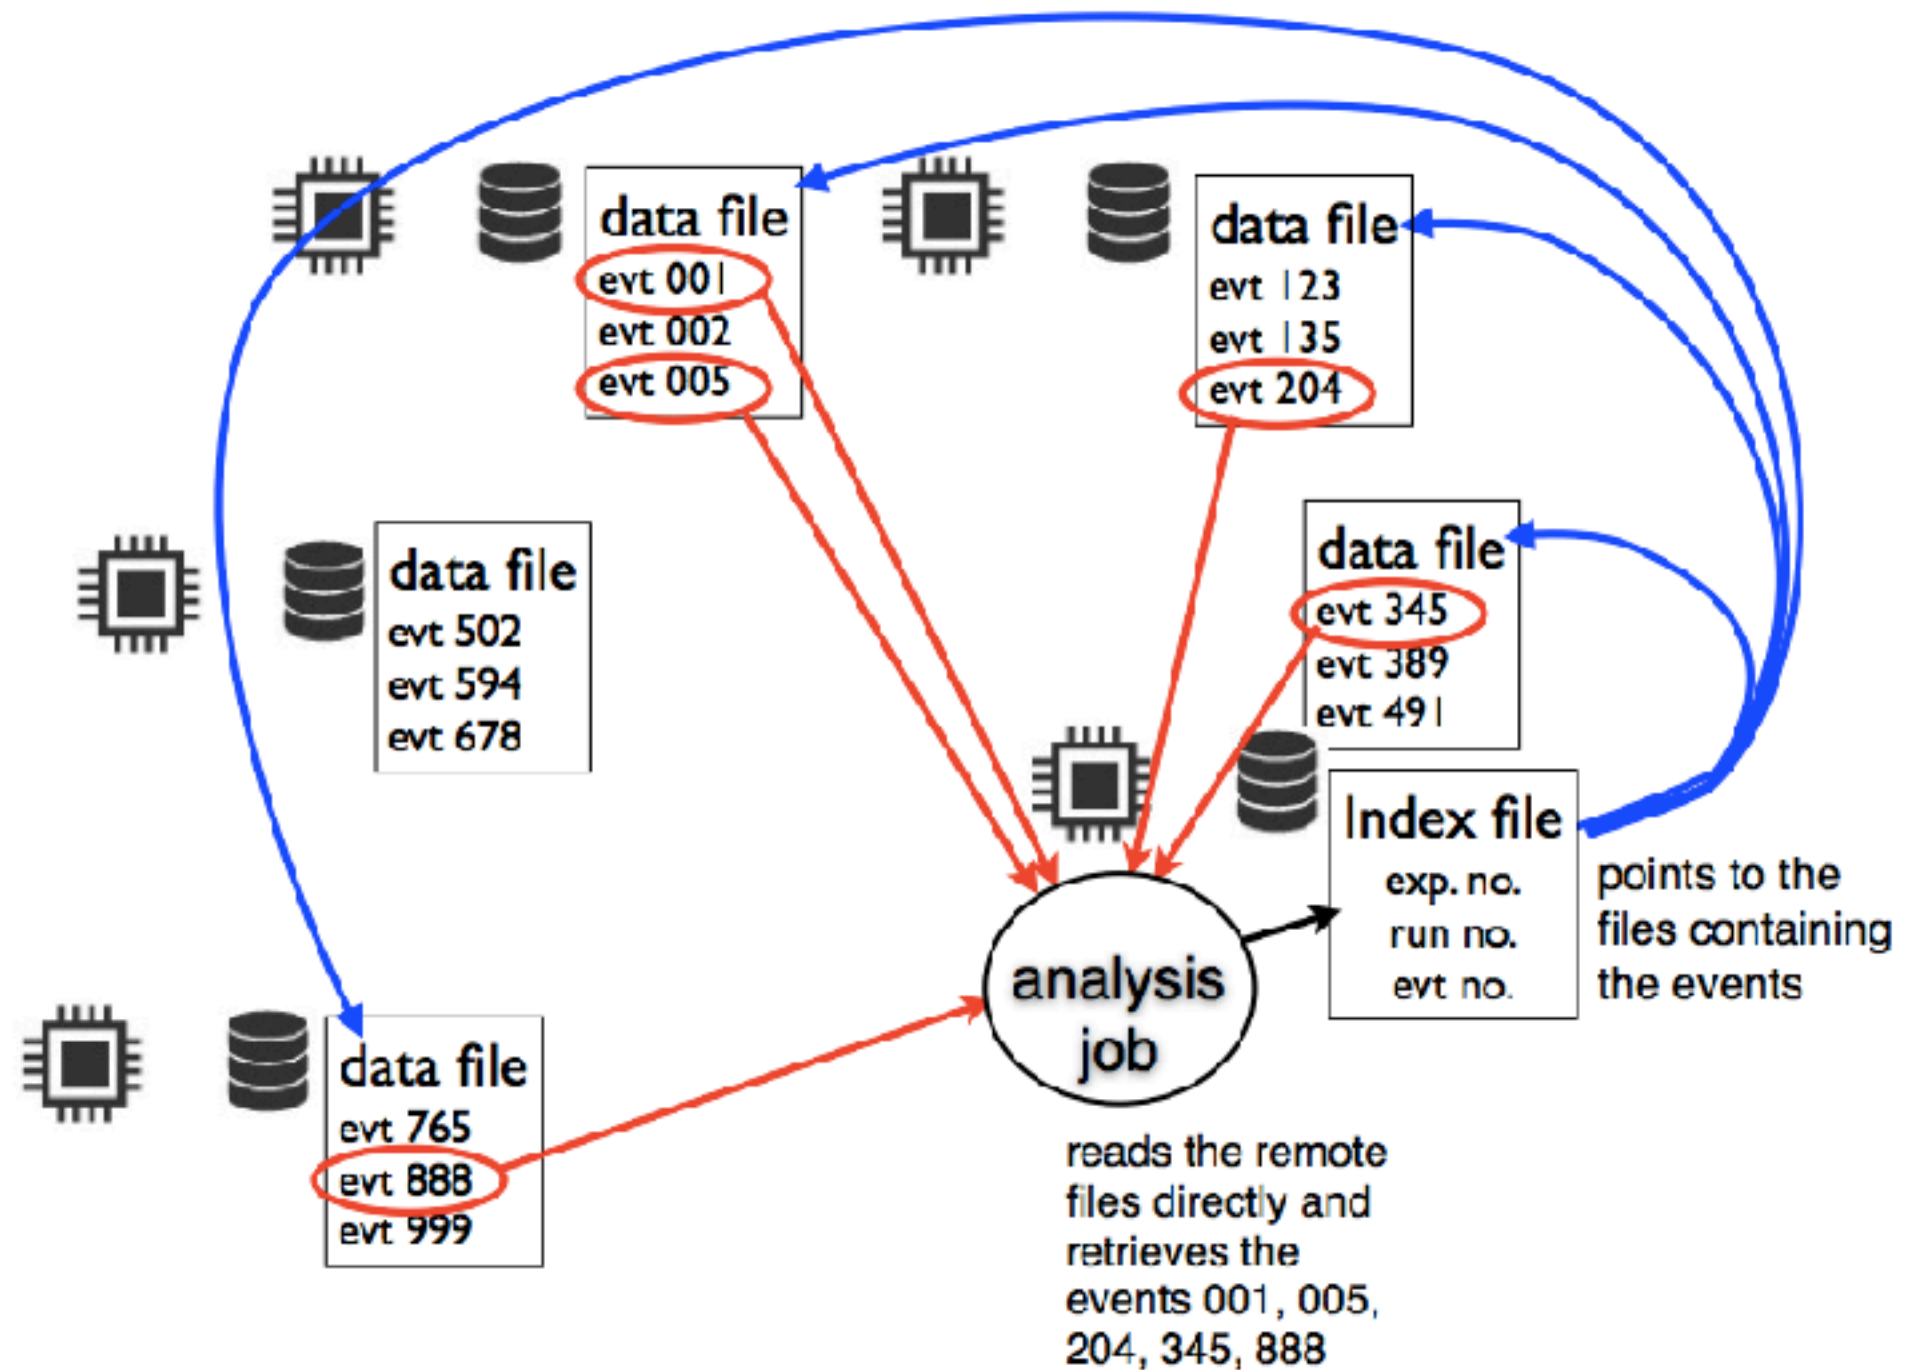 data file
evt 001
evt 002
evt 005
data file
evt 123
evt 135
evt 204
data file
evt 502
evt 594
evt 678
data file
evt 345
evt 389
evt 491
Index file
exp. no.
run no.
evt no.
points to the
files containing
the events
analysis
job
data file
evt 765
evt 888
evt 999
reads the remote
files directly and
retrieves the
events 001, 005,
204, 345, 888